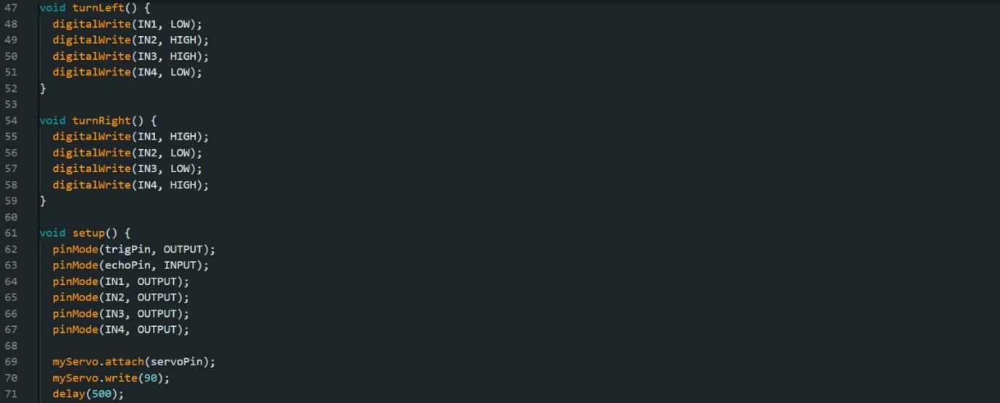 47 void turnLeft() {
48 digitalWrite(IN1, LOW);
49 digitalWrite(IN2, HIGH);
50 digitalWrite(IN3, HIGH);
51 digitalWrite(IN4, LOW);
52 }
53
54 void turnRight() {
55 digitalWrite(IN1, HIGH);
56 digitalWrite(IN2, LOW);
57 digitalWrite(IN3, LOW);
58 digitalWrite(IN4, HIGH);
59 }
60
61 void setup() {
62 pinMode(trigPin, OUTPUT);
63 pinMode(echoPin, INPUT);
64 pinMode(IN1, OUTPUT);
65 pinMode(IN2, OUTPUT);
66 pinMode(IN3, OUTPUT);
67 pinMode(IN4, OUTPUT);
68
69 myServo.attach(servoPin);
70 myServo.write(90);
71 delay(500);